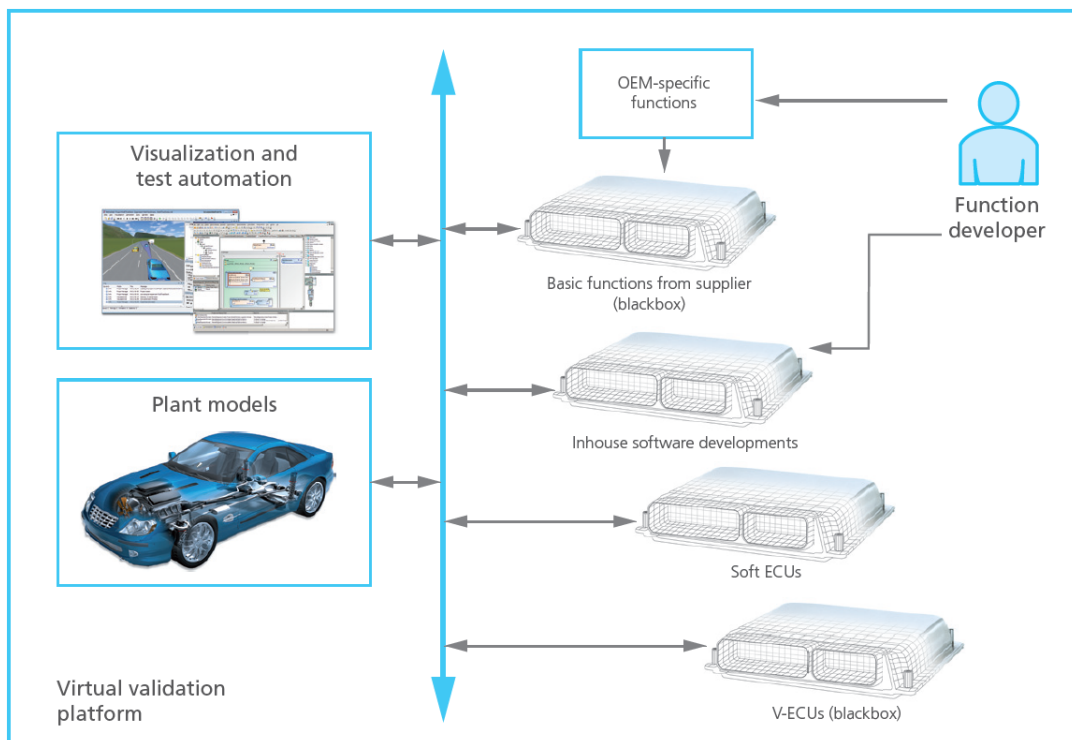 OEM-specific
functions
Visualization and
test automation
Function
developer
Basic functions from supplier
(blackbox)
Plant models
Inhouse software developments
Soft ECUs
V-ECUs (blackbox)
Virtual validation
platform